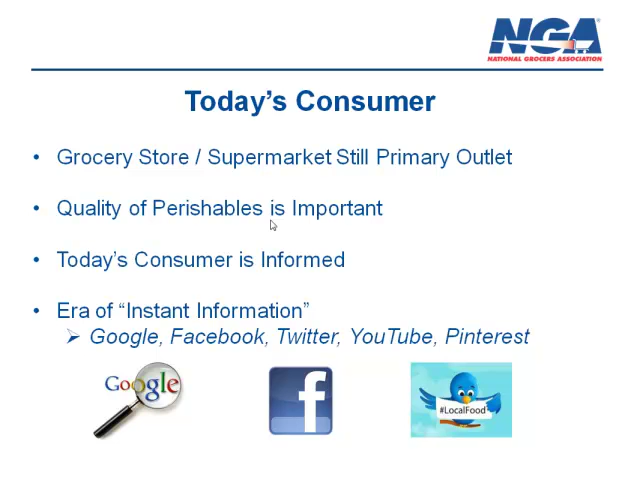 NGA
NATIONAL GROCERS ASSOCIATION
Today’s Consumer
• Grocery Store / Supermarket Still Primary Outlet
• Quality of Perishables is Important
• Today’s Consumer is Informed
• Era of “Instant Information”
➢ Google, Facebook, Twitter, YouTube, Pinterest
Google
f
#LocalFood